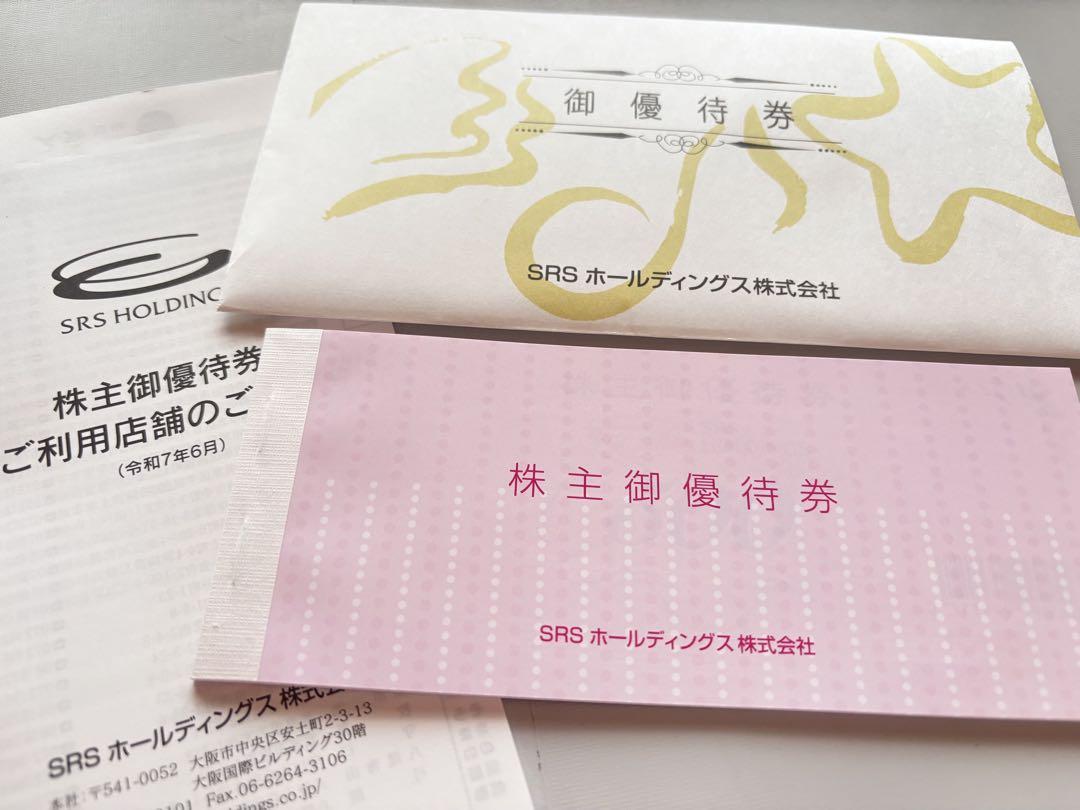 御優待券
SRS ホールディングス株式会社
SRS HOLDING
株主御優待券
ご利用店舗のご
(令和7年6月)
株主御優待券
SRS ホールディングス株式会社
SRS ホールディングス株式会
本社:〒541-0052 大阪市中央区安土町2-3-13
大阪国際ビルディング30階
Fax.06-6264-3106
dings.co.jp/